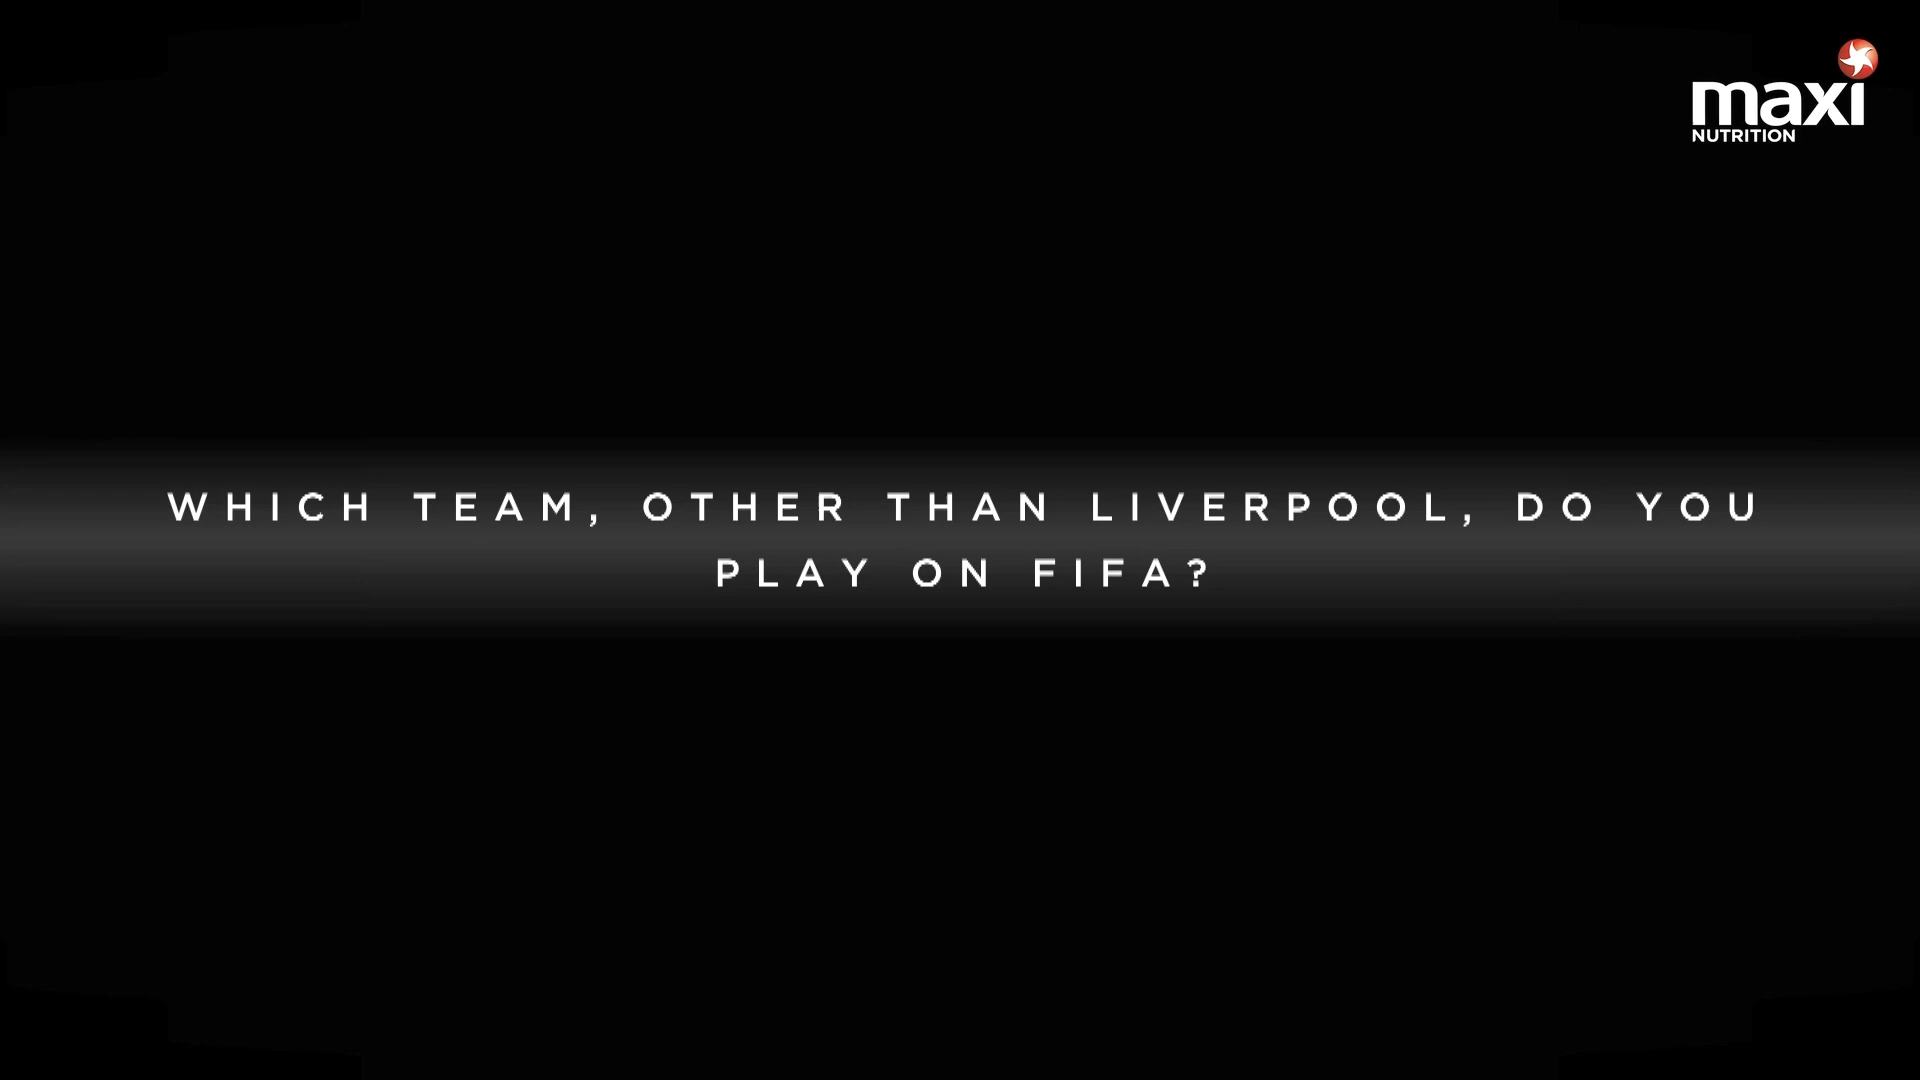 maxi
NUTRITION
WHICH TEAM, OTHER THAN LIVERPOOL, DO YOU
PLAY ON FIFA?